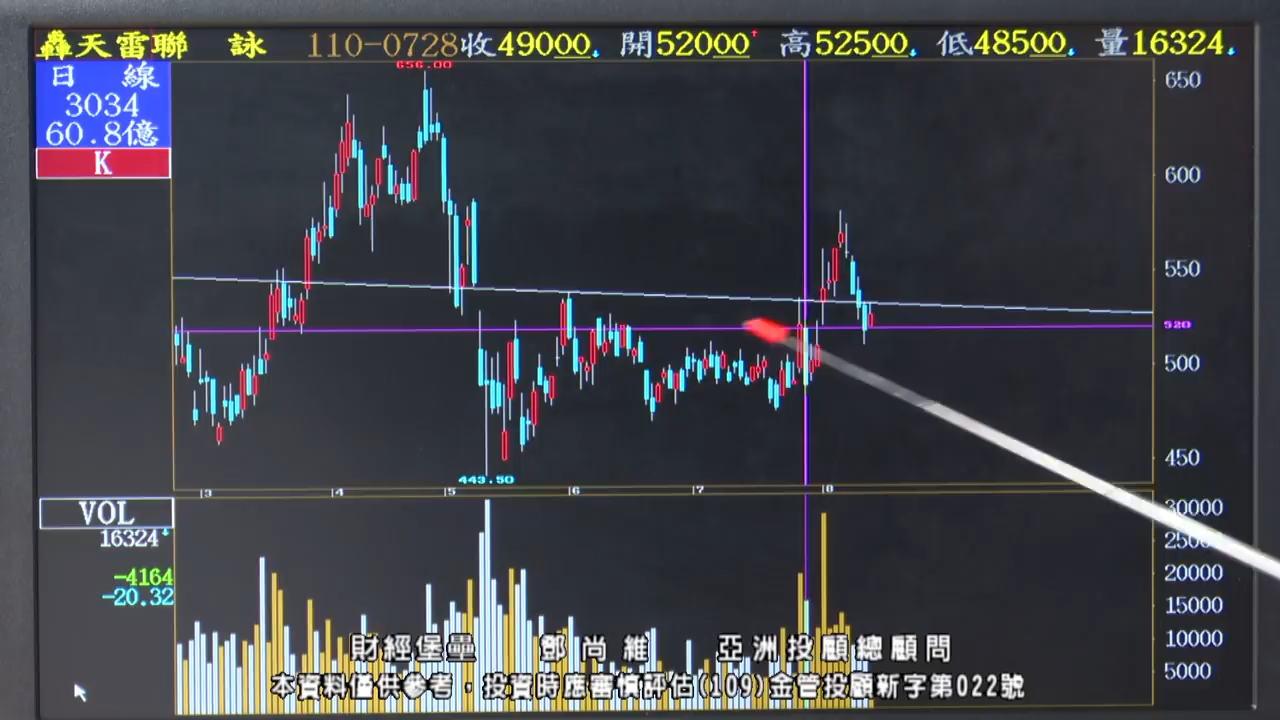 轟天雷聯 詠 110-0728收49000↓ 開52000↑ 高52500↓ 低48500↓ 量16324↓
日 線
3034
60.8億
K
656.00
650
600
550
520
500
450
443.50
3 4 5 6 7 8
VOL
16324↓
-4164
-20.32
30000
25000
20000
15000
10000
5000
財經堡壘 鄧尚維 亞洲投顧總顧問
本資料僅供參考，投資時應審慎評估(109)金管投顧新字第022號